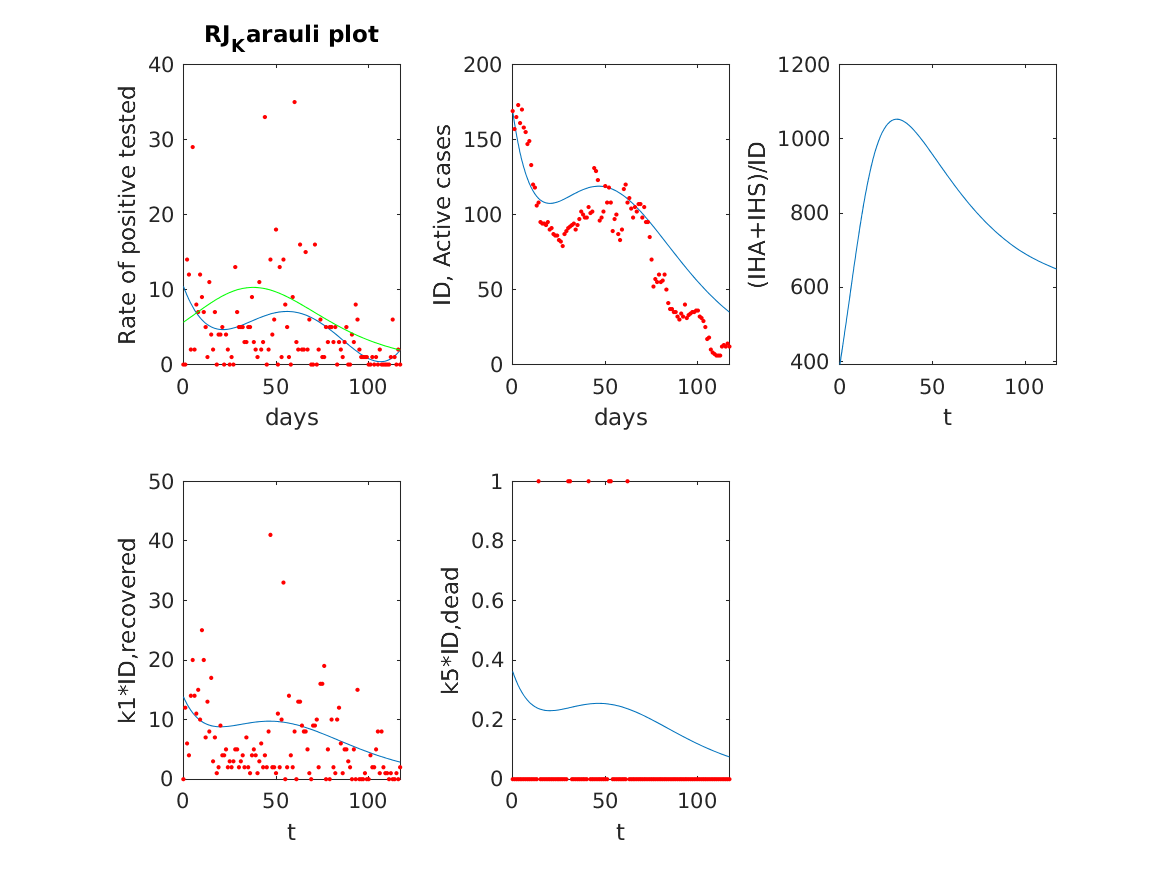 RJKarauli plot
40
30
20
10
0
Rate of positive tested
0 50 100
days
200
150
100
50
0
ID, Active cases
0 50 100
days
1200
1000
800
600
400
(IHA+IHS)/ID
0 50 100
t
50
40
30
20
10
0
k1*ID,recovered
0 50 100
t
1
0.8
0.6
0.4
0.2
0
k5*ID,dead
0 50 100
t